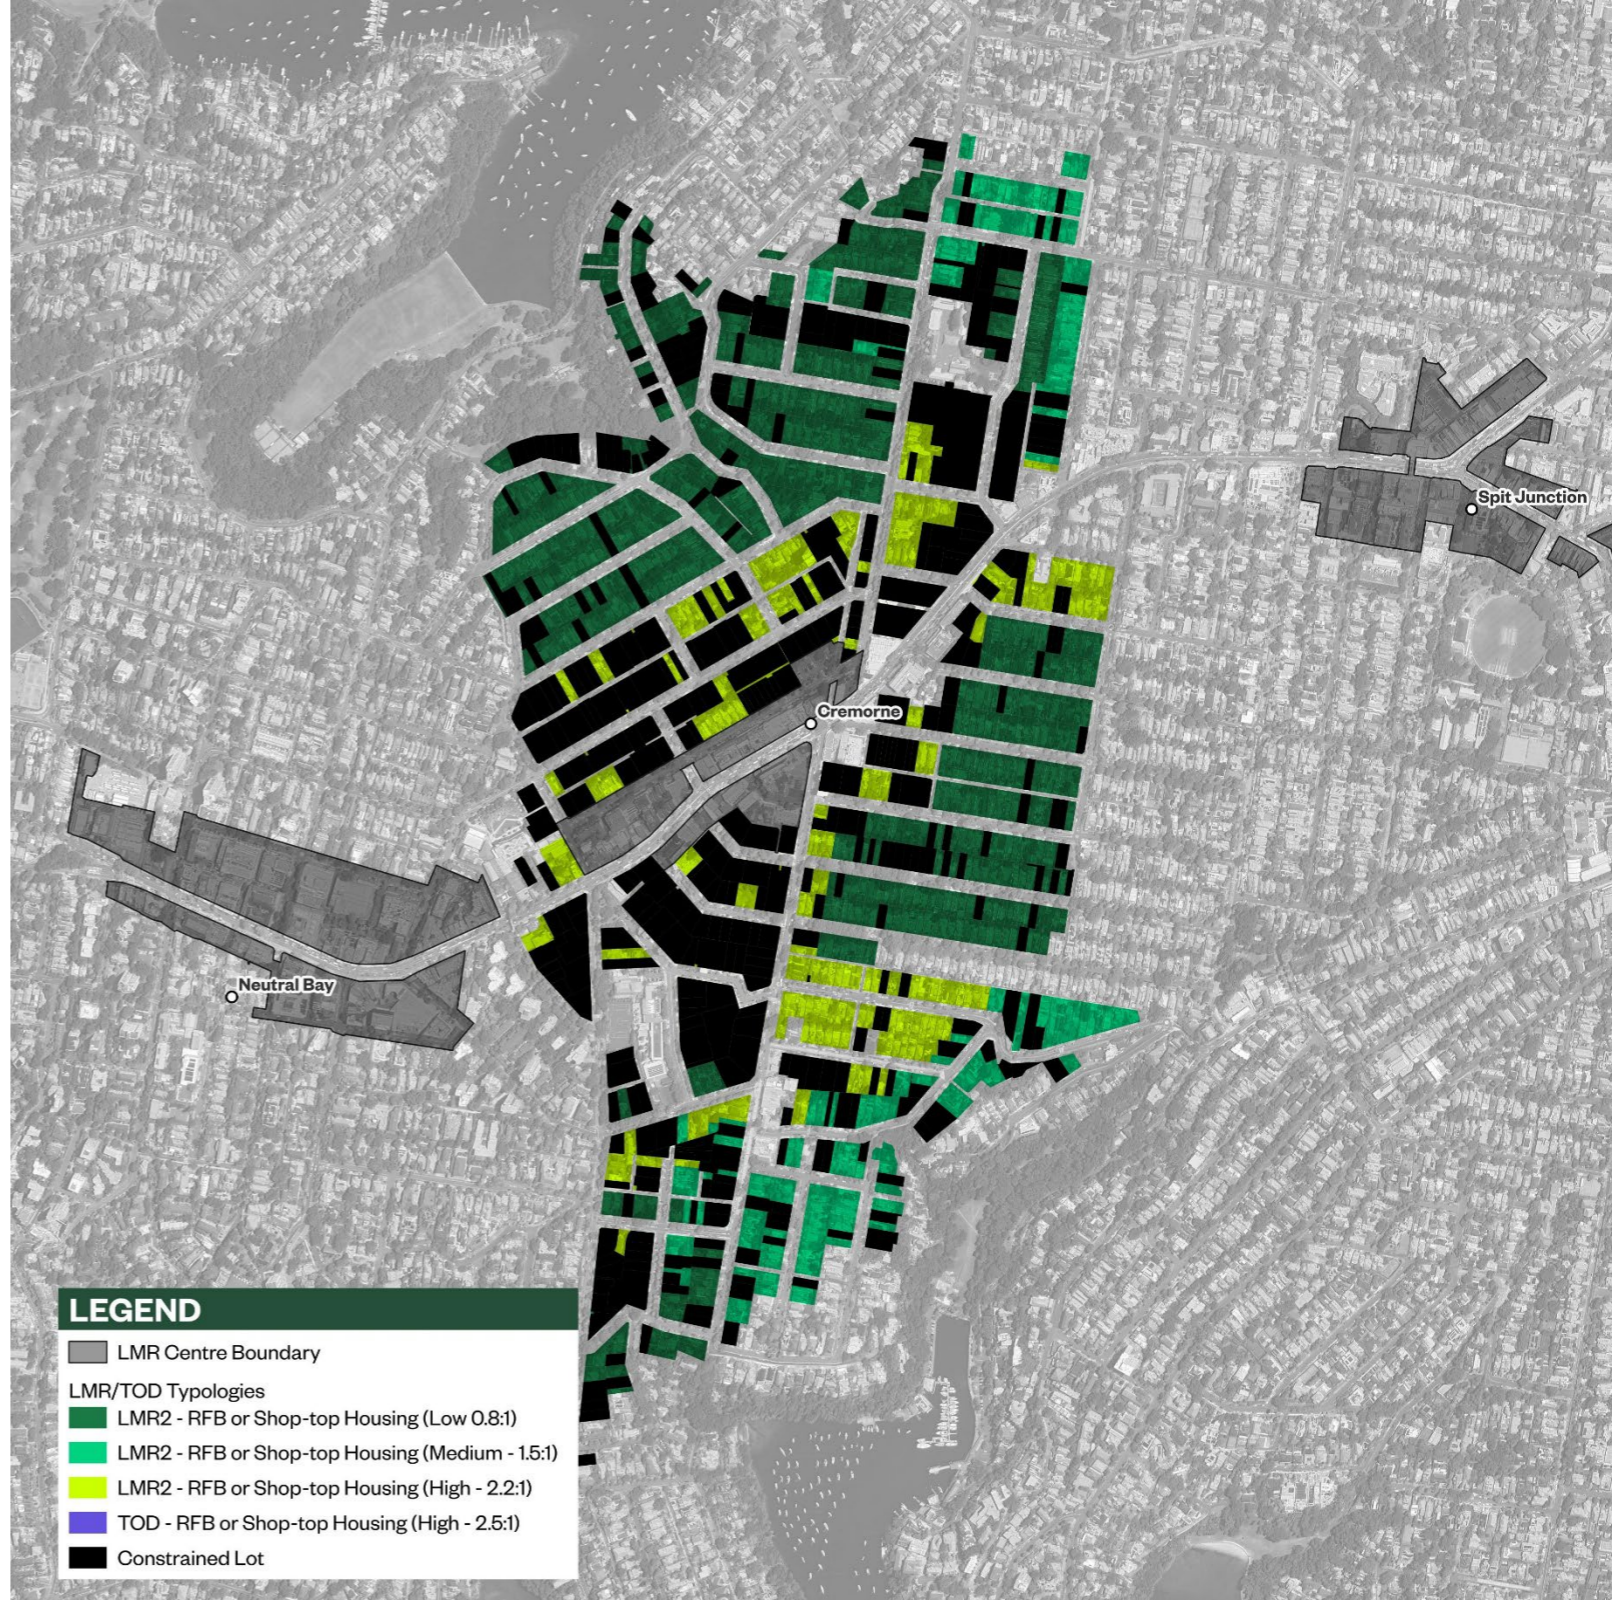 Spit Junction
Cremorne
Neutral Bay
LEGEND
LMR Centre Boundary
LMR/TOD Typologies
LMR2 - RFB or Shop-top Housing (Low 0.8:1)
LMR2 - RFB or Shop-top Housing (Medium - 1.5:1)
LMR2 - RFB or Shop-top Housing (High - 2.2:1)
TOD - RFB or Shop-top Housing (High - 2.5:1)
Constrained Lot